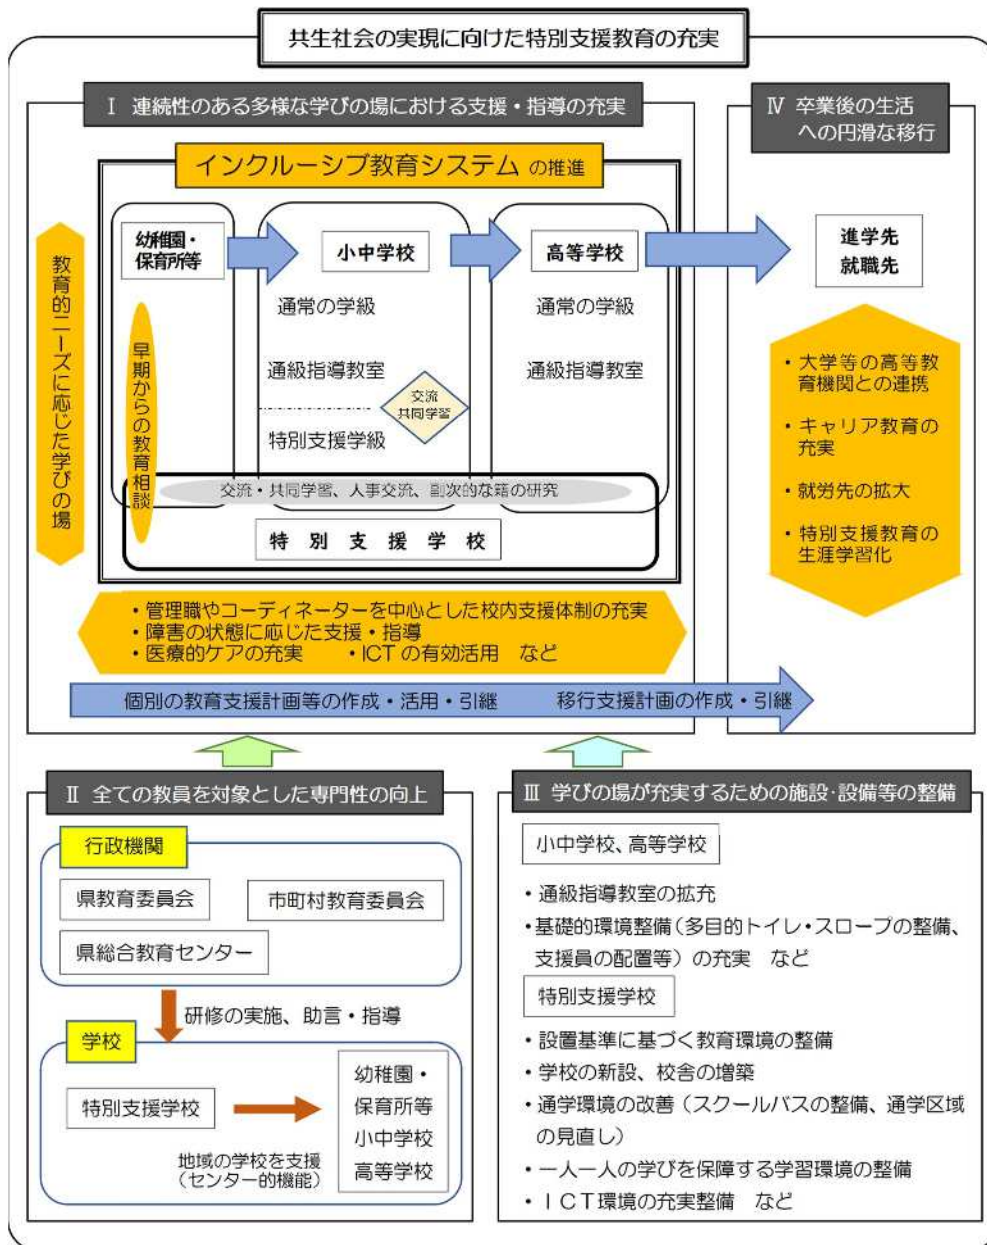 共生社会の実現に向けた特別支援教育の充実
Ⅰ 連続性のある多様な学びの場における支援・指導の充実
インクルーシブ教育システム の推進
教育的ニーズに応じた学びの場
幼稚園・
保育所等
小中学校
高等学校
早期からの教育相談
通常の学級
通級指導教室
特別支援学級
交流
共同学習
通常の学級
通級指導教室
交流・共同学習、人事交流、副次的な籍の研究
特別支援学校
・管理職やコーディネーターを中心とした校内支援体制の充実
・障害の状態に応じた支援・指導
・医療的ケアの充実 ・ICTの有効活用 など
個別の教育支援計画等の作成・活用・引継 移行支援計画の作成・引継
Ⅳ 卒業後の生活
への円滑な移行
進学先
就職先
・大学等の高等教
育機関との連携
・キャリア教育の
充実
・就労先の拡大
・特別支援教育の
生涯学習化
Ⅱ 全ての教員を対象とした専門性の向上
行政機関
県教育委員会
市町村教育委員会
県総合教育センター
研修の実施、助言・指導
学校
特別支援学校
地域の学校を支援
（センター的機能）
幼稚園・
保育所等
小中学校
高等学校
Ⅲ 学びの場が充実するための施設・設備等の整備
小中学校、高等学校
・通級指導教室の拡充
・基礎的環境整備（多目的トイレ・スロープの整備、
支援員の配置等）の充実 など
特別支援学校
・設置基準に基づく教育環境の整備
・学校の新設、校舎の増築
・通学環境の改善（スクールバスの整備、通学区域
の見直し）
・一人一人の学びを保障する学習環境の整備
・ＩＣＴ環境の充実整備 など